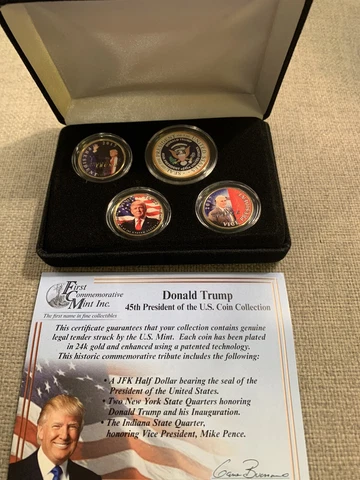 First
Commemorative
Mint Inc.
The first name in fine collectibles
Donald Trump
45th President of the U.S. Coin Collection
This certificate guarantees that your collection contains genuine
legal tender struck by the U.S. Mint. Each coin has been plated
in 24k gold and enhanced using a patented technology.
This historic commemorative tribute includes the following:
• A JFK Half Dollar bearing the seal of the
President of the United States.
• Two New York State Quarters honoring
Donald Trump and his Inauguration.
• The Indiana State Quarter,
honoring Vice President, Mike Pence.